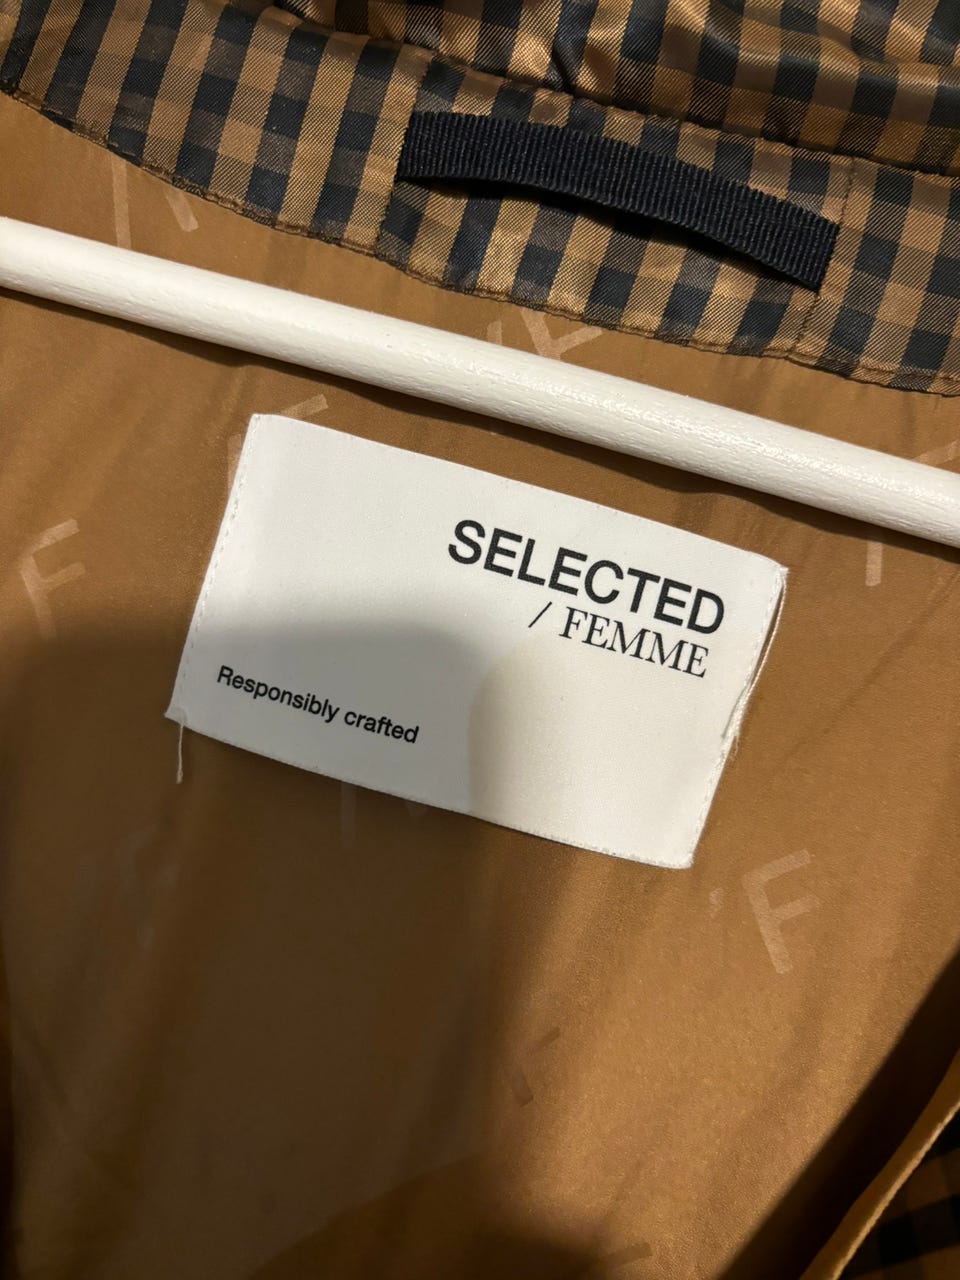 SELECTED
/ FEMME
Responsibly crafted
F
F
F